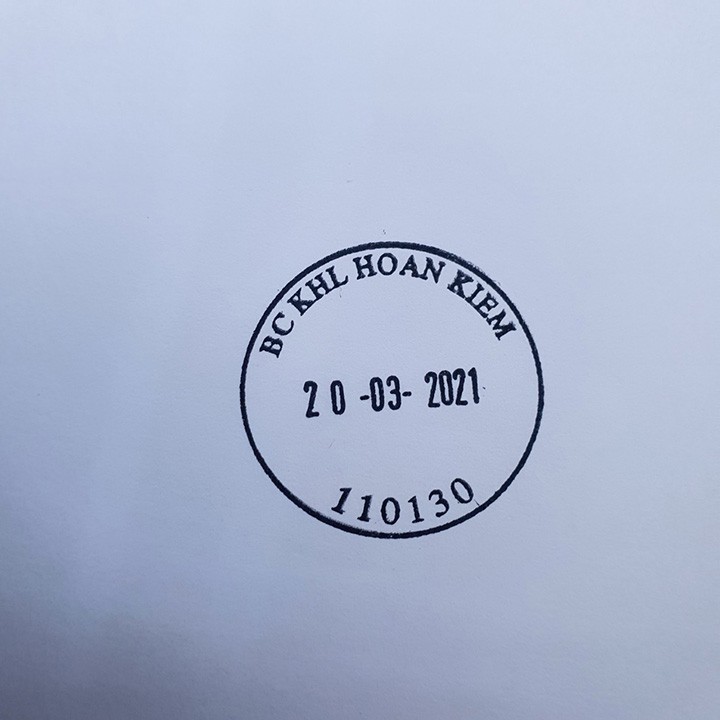 BC KHL HOAN KIEM
20 -03- 2021
110130